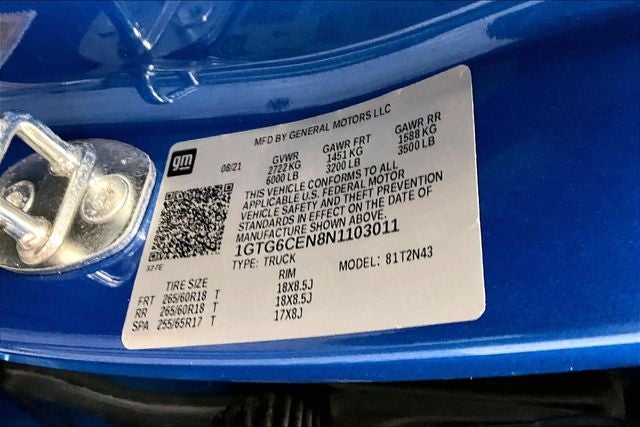 MFD BY GENERAL MOTORS LLC
gm 08/21 GVWR GAWR FRT GAWR RR
2722 KG 1451 KG 1588 KG
6000 LB 3200 LB 3500 LB
THIS VEHICLE CONFORMS TO ALL
APPLICABLE U.S. FEDERAL MOTOR
VEHICLE SAFETY AND THEFT PREVENTION
STANDARDS IN EFFECT ON THE DATE OF
MANUFACTURE SHOWN ABOVE.
1GTG6CEN8N1103011
327E TYPE: TRUCK MODEL: 81T2N43
TIRE SIZE RIM
FRT 265/60R18 T 18X8.5J
RR 265/60R18 T 18X8.5J
SPA 255/65R17 T 17X8J